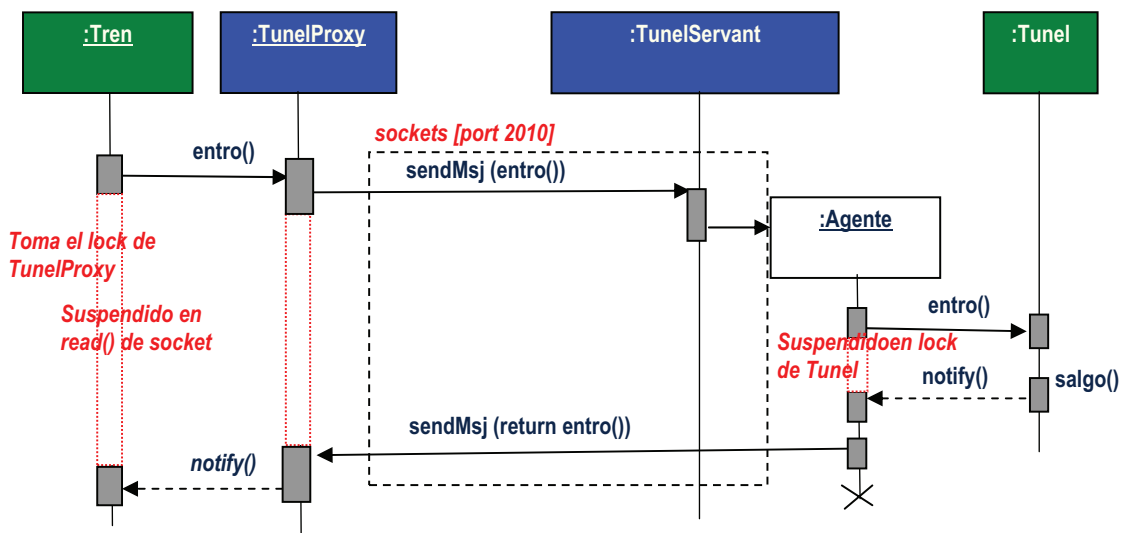 :Tren
:TunelProxy
:TunelServant
:Tunel
sockets [port 2010]
entro()
sendMsj (entro())
:Agente
Toma el lock de
TunelProxy
Suspendido en
read() de socket
entro()
Suspendidoen lock
de Tunel
notify()
salgo()
sendMsj (return entro())
notify()